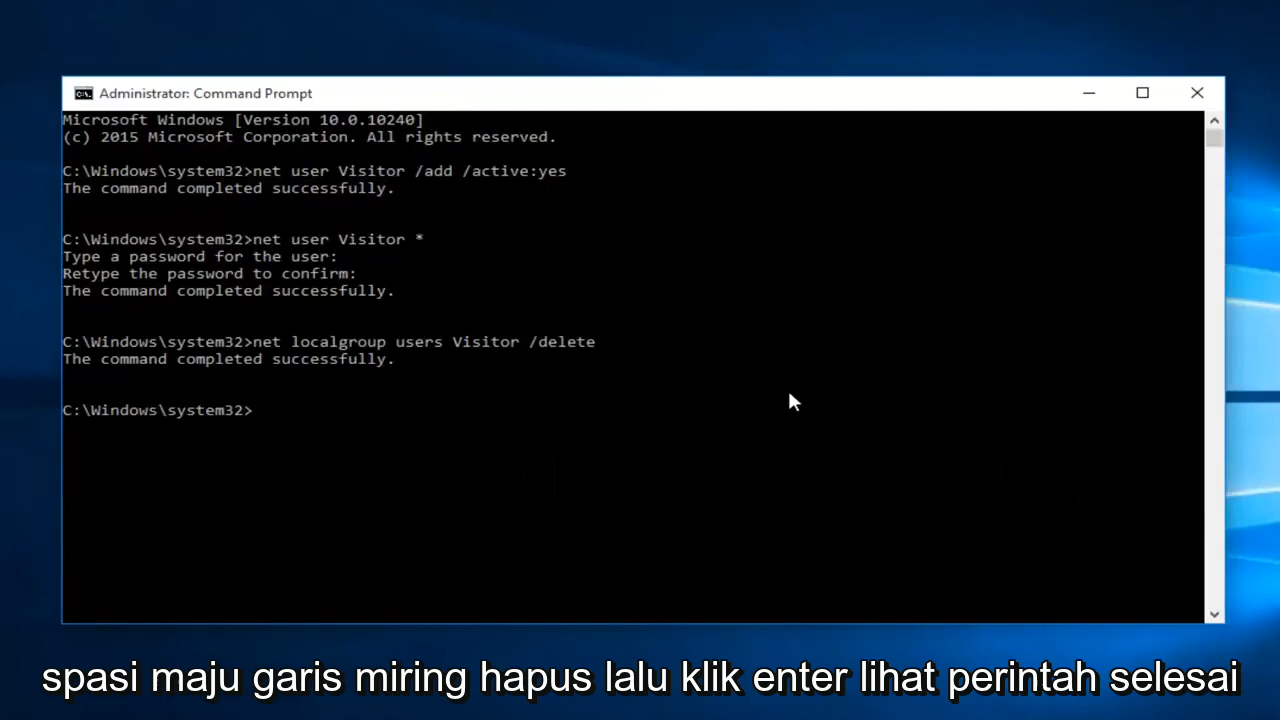 Administrator: Command Prompt
Microsoft Windows [Version 10.0.10240]
(c) 2015 Microsoft Corporation. All rights reserved.
C:\Windows\system32>net user Visitor /add /active:yes
The command completed successfully.
C:\Windows\system32>net user Visitor *
Type a password for the user:
Retype the password to confirm:
The command completed successfully.
C:\Windows\system32>net localgroup users Visitor /delete
The command completed successfully.
C:\Windows\system32>
spasi maju garis miring hapus lalu klik enter lihat perintah selesai